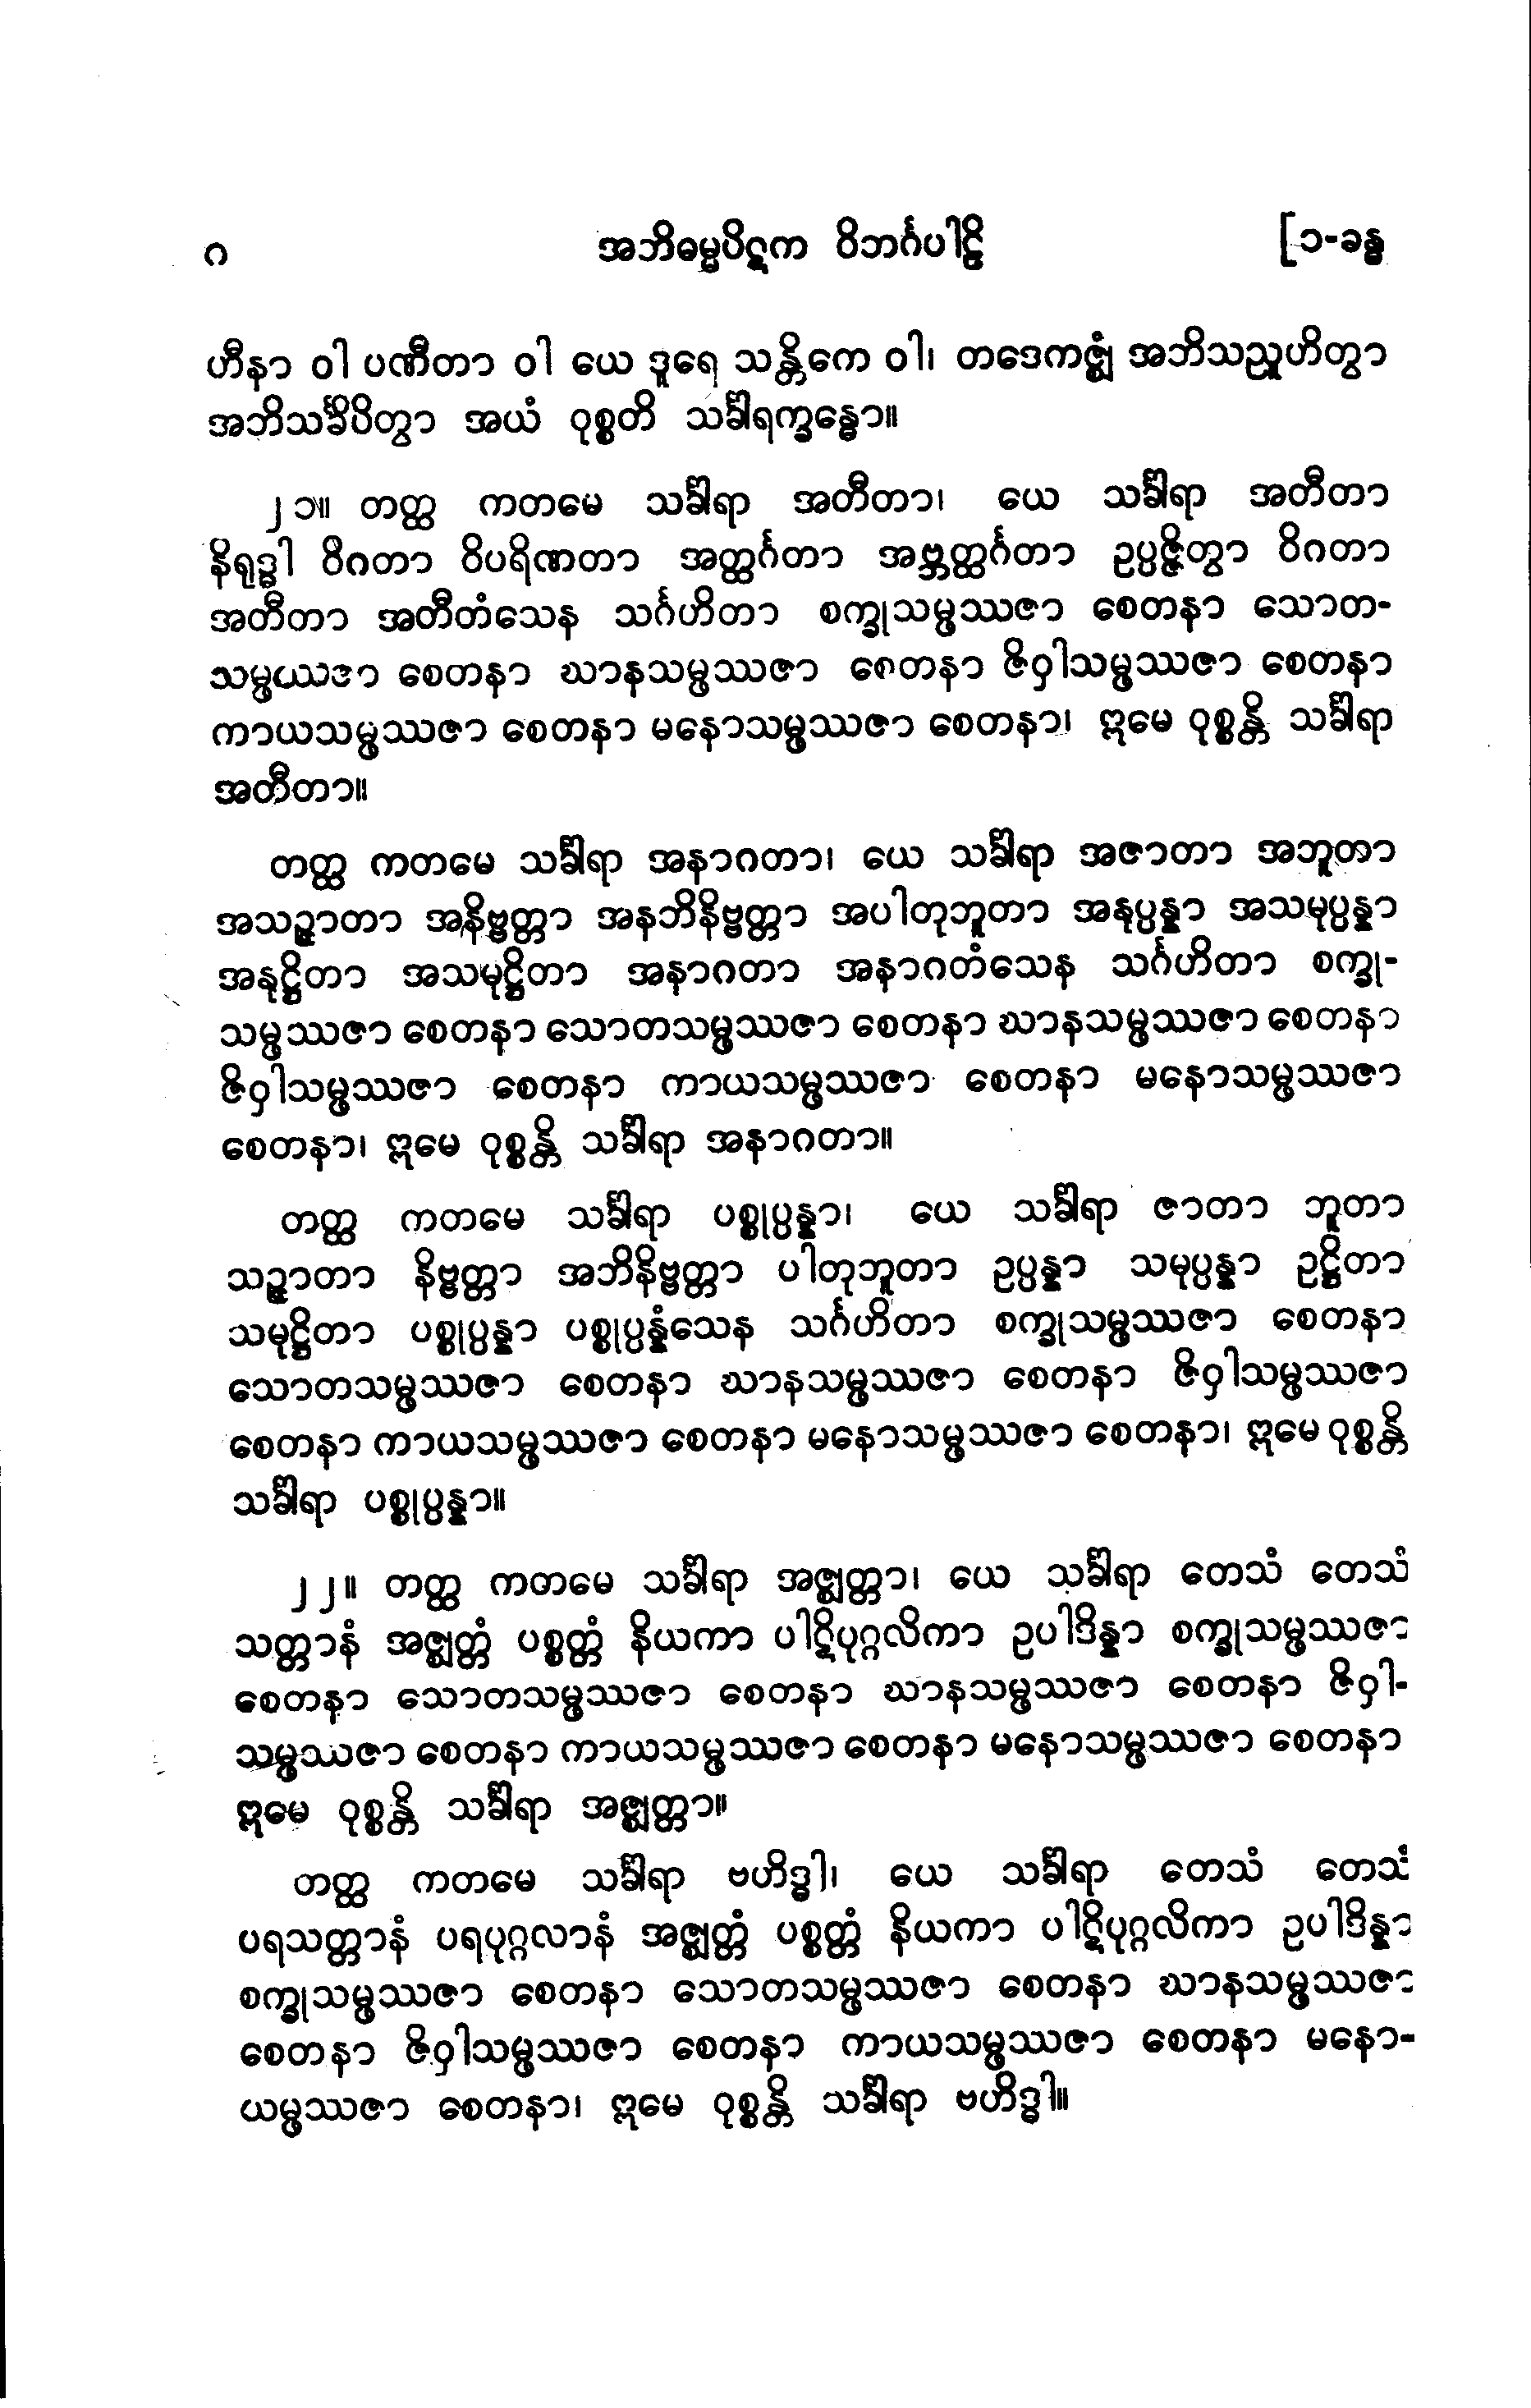 ၈ အဘိဓမ္မပိဋက ဝိဘင်္ဂပါဠိ [၁-ခန္ဓ
ဟီနာ ဝါ ပဏီတာ ဝါ ယေ ဒူရေ သန္တိကေ ဝါ၊ တဒေကဇ္ဈံ အဘိသညူဟိတွာ
အဘိသင်္ခိပိတွာ အယံ ဝုစ္စတိ သင်္ခါရက္ခန္ဓော။
၂၁။ တတ္ထ ကတမေ သင်္ခါရာ အတီတာ၊ ယေ သင်္ခါရာ အတီတာ
နိရုဒ္ဓါ ဝိဂတာ ဝိပရိဏတာ အတ္ထင်္ဂတာ အဗ္ဘတ္ထင်္ဂတာ ဥပ္ပဇ္ဇိတွာ ဝိဂတာ
အတီတာ အတီတံသေန သင်္ဂဟိတာ စက္ခုသမ္ဖဿဇာ စေတနာ သောတ-
သမ္ဖဿဇာ စေတနာ ဃာနသမ္ဖဿဇာ စေတနာ ဇိဝှါသမ္ဖဿဇာ စေတနာ
ကာယသမ္ဖဿဇာ စေတနာ မနောသမ္ဖဿဇာ စေတနာ၊ ဣမေ ဝုစ္စန္တိ သင်္ခါရာ
အတီတာ။
တတ္ထ ကတမေ သင်္ခါရာ အနာဂတာ၊ ယေ သင်္ခါရာ အဇာတာ အဘူတာ
အသဉ္ဇာတာ အနိဗ္ဗတ္တာ အနဘိနိဗ္ဗတ္တာ အပါတုဘူတာ အနုပ္ပန္နာ အသမုပ္ပန္နာ
အနုဋ္ဌိတာ အသမုဋ္ဌိတာ အနာဂတာ အနာဂတံသေန သင်္ဂဟိတာ စက္ခု-
သမ္ဖဿဇာ စေတနာ သောတသမ္ဖဿဇာ စေတနာ ဃာနသမ္ဖဿဇာ စေတနာ
ဇိဝှါသမ္ဖဿဇာ စေတနာ ကာယသမ္ဖဿဇာ စေတနာ မနောသမ္ဖဿဇာ
စေတနာ၊ ဣမေ ဝုစ္စန္တိ သင်္ခါရာ အနာဂတာ။
တတ္ထ ကတမေ သင်္ခါရာ ပစ္စုပ္ပန္နာ၊ ယေ သင်္ခါရာ ဇာတာ ဘူတာ
သဉ္ဇာတာ နိဗ္ဗတ္တာ အဘိနိဗ္ဗတ္တာ ပါတုဘူတာ ဥပ္ပန္နာ သမုပ္ပန္နာ ဥဋ္ဌိတာ
သမုဋ္ဌိတာ ပစ္စုပ္ပန္နာ ပစ္စုပ္ပန္နံသေန သင်္ဂဟိတာ စက္ခုသမ္ဖဿဇာ စေတနာ
သောတသမ္ဖဿဇာ စေတနာ ဃာနသမ္ဖဿဇာ စေတနာ ဇိဝှါသမ္ဖဿဇာ
စေတနာ ကာယသမ္ဖဿဇာ စေတနာ မနောသမ္ဖဿဇာ စေတနာ၊ ဣမေ ဝုစ္စန္တိ
သင်္ခါရာ ပစ္စုပ္ပန္နာ။
၂၂။ တတ္ထ ကတမေ သင်္ခါရာ အဇ္ဈတ္တာ၊ ယေ သင်္ခါရာ တေသံ တေသံ
သတ္တာနံ အဇ္ဈတ္တံ ပစ္စတ္တံ နိယကာ ပါဋိပုဂ္ဂလိကာ ဥပါဒိန္နာ စက္ခုသမ္ဖဿဇာ
စေတနာ သောတသမ္ဖဿဇာ စေတနာ ဃာနသမ္ဖဿဇာ စေတနာ ဇိဝှါ-
သမ္ဖဿဇာ စေတနာ ကာယသမ္ဖဿဇာ စေတနာ မနောသမ္ဖဿဇာ စေတနာ
ဣမေ ဝုစ္စန္တိ သင်္ခါရာ အဇ္ဈတ္တာ။
တတ္ထ ကတမေ သင်္ခါရာ ဗဟိဒ္ဓါ၊ ယေ သင်္ခါရာ တေသံ တေသံ
ပရသတ္တာနံ ပရပုဂ္ဂလာနံ အဇ္ဈတ္တံ ပစ္စတ္တံ နိယကာ ပါဋိပုဂ္ဂလိကာ ဥပါဒိန္နာ
စက္ခုသမ္ဖဿဇာ စေတနာ သောတသမ္ဖဿဇာ စေတနာ ဃာနသမ္ဖဿဇာ
စေတနာ ဇိဝှါသမ္ဖဿဇာ စေတနာ ကာယသမ္ဖဿဇာ စေတနာ မနော-
ယမ္ဖဿဇာ စေတနာ၊ ဣမေ ဝုစ္စန္တိ သင်္ခါရာ ဗဟိဒ္ဓါ။